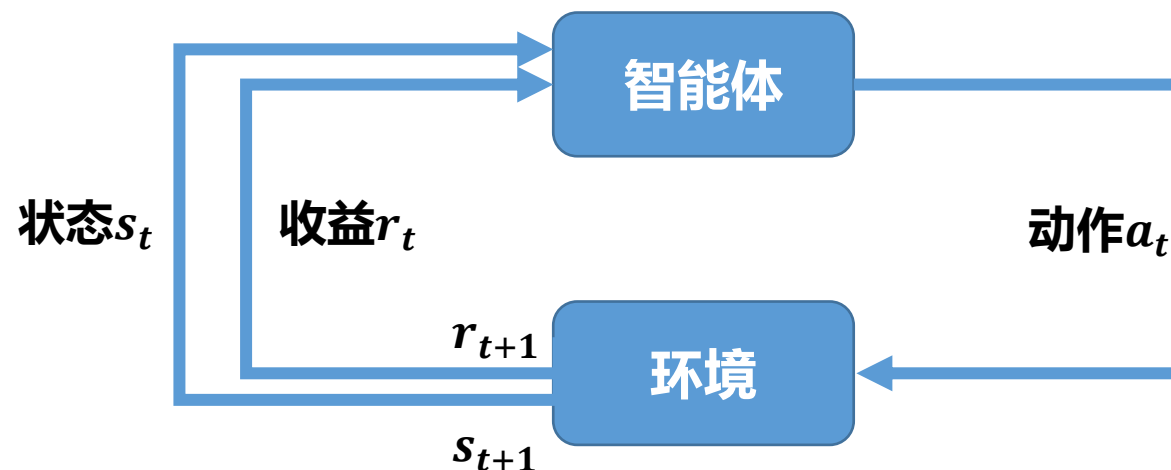 智能体
状态s_t
收益r_t
动作a_t
r_{t+1}
环境
s_{t+1}